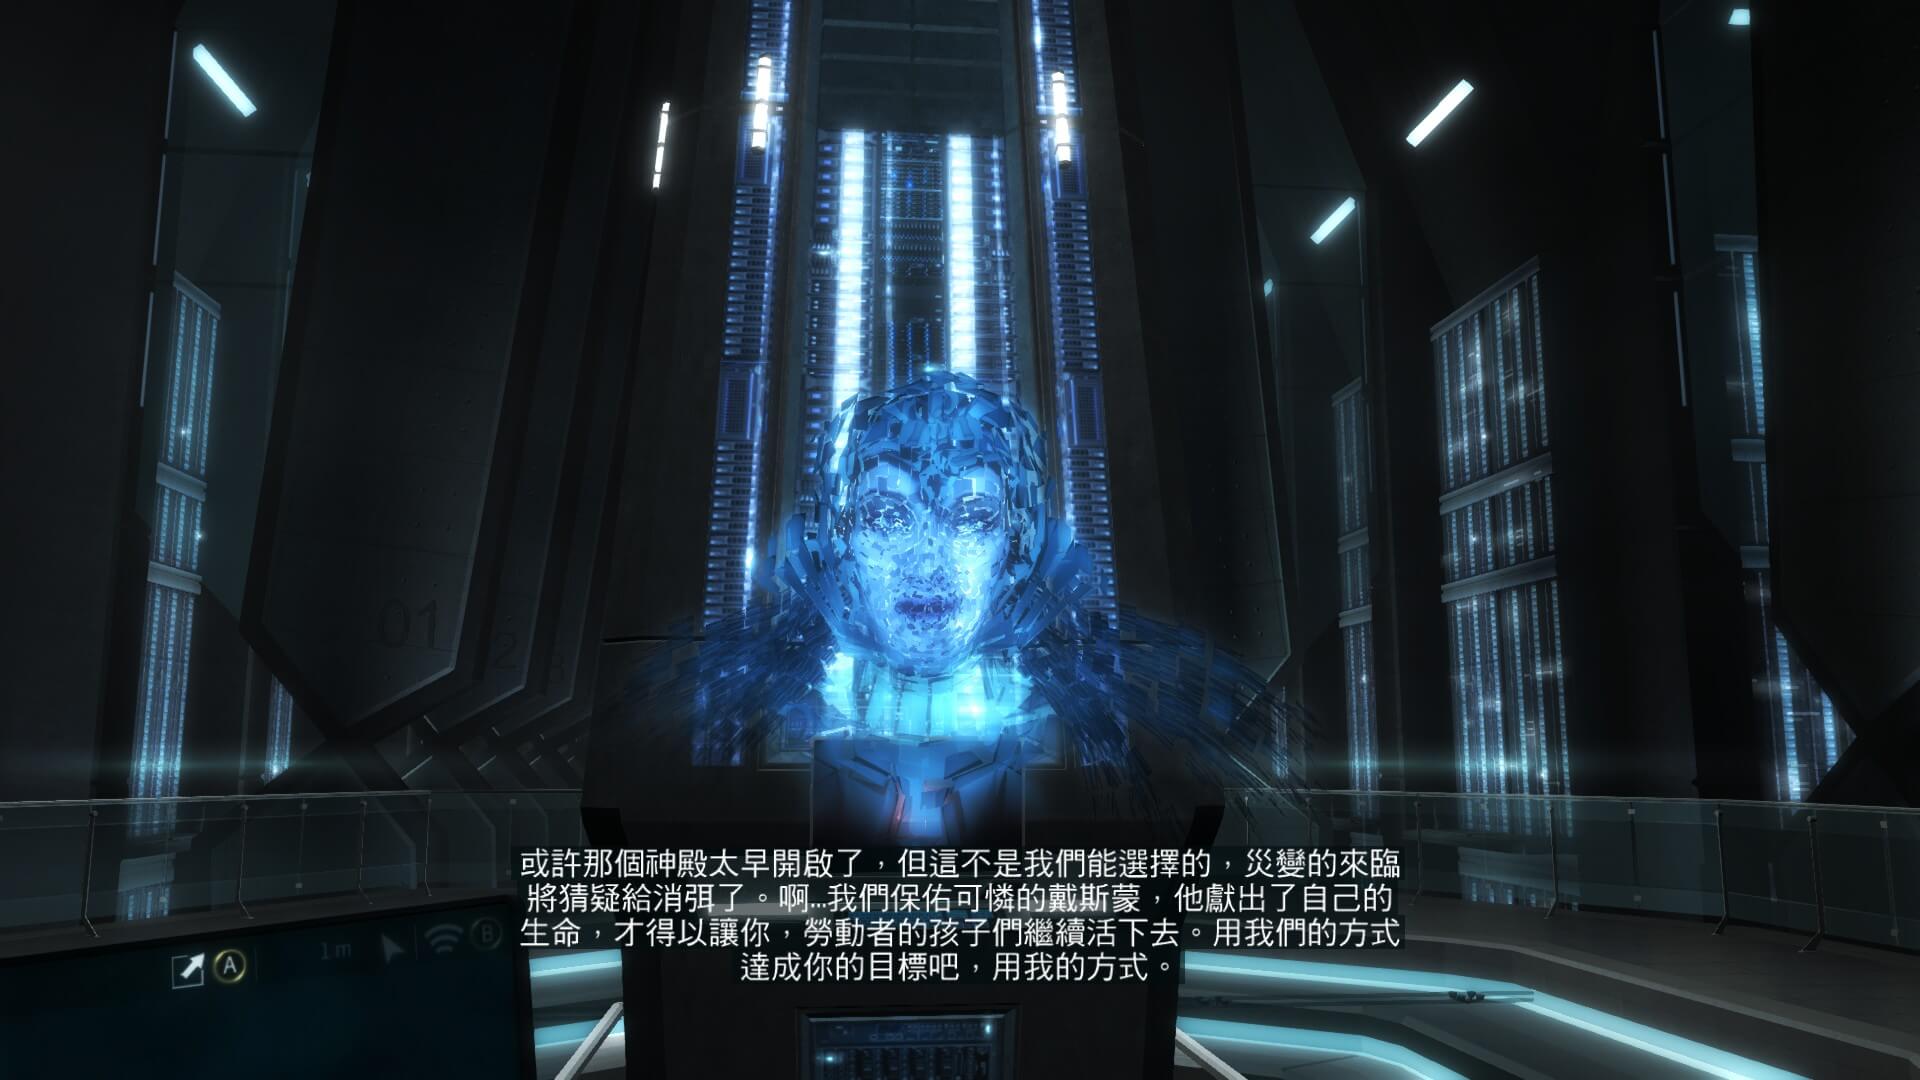 01
2
3
或許那個神殿太早開啟了，但這不是我們能選擇的，災變的來臨
將猜疑給消弭了。啊…我們保佑可憐的戴斯蒙，他獻出了自己的
生命，才得以讓你，勞動者的孩子們繼續活下去。用我們的方式
達成你的目標吧，用我的方式。
A 1m B